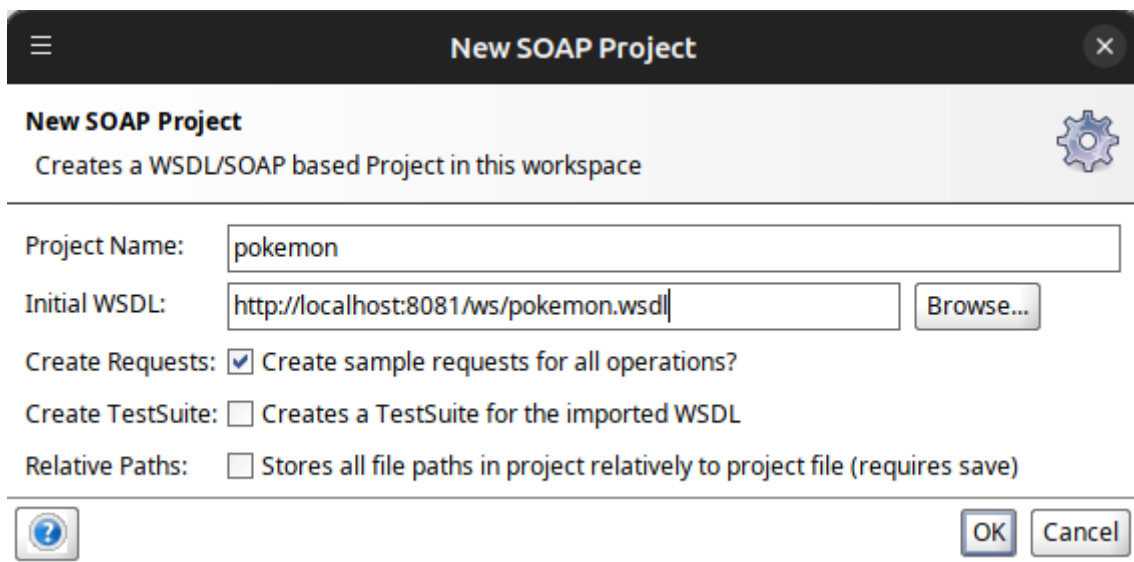 New SOAP Project
New SOAP Project
Creates a WSDL/SOAP based Project in this workspace
Project Name: pokemon
Initial WSDL: http://localhost:8081/ws/pokemon.wsdl Browse...
Create Requests: Create sample requests for all operations?
Create TestSuite: Creates a TestSuite for the imported WSDL
Relative Paths: Stores all file paths in project relatively to project file (requires save)
? OK Cancel